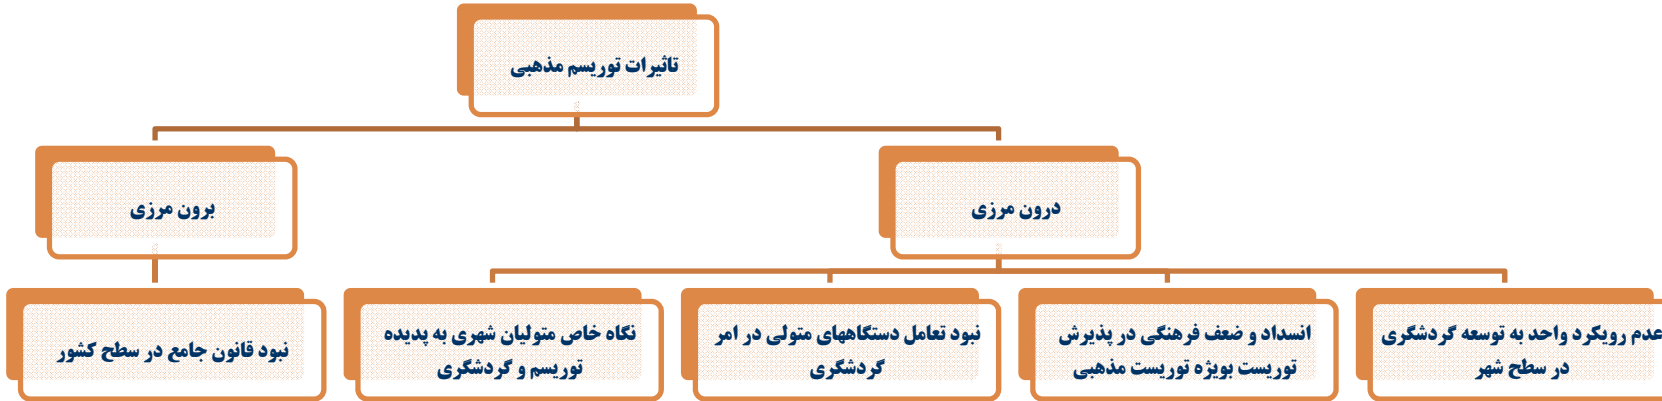 تاثیرات توریسم مذهبی
درون مرزی
برون مرزی
عدم رویکرد واحد به توسعه گردشگری
در سطح شهر
انسداد و ضعف فرهنگی در پذیرش
توریست بویژه توریست مذهبی
نبود تعامل دستگاههای متولی در امر
گردشگری
نگاه خاص متولیان شهری به پدیده
توریسم و گردشگری
نبود قانون جامع در سطح کشور